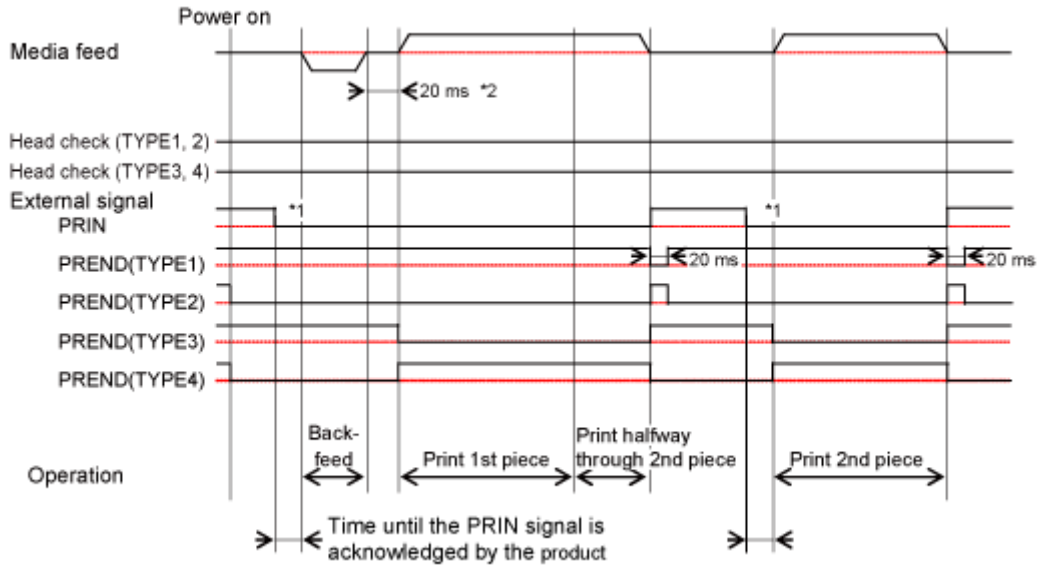 Power on
Media feed
20 ms *2
Head check (TYPE1, 2)
Head check (TYPE3, 4)
External signal
PRIN
*1
*1
PREND(TYPE1)
20 ms
20 ms
PREND(TYPE2)
PREND(TYPE3)
PREND(TYPE4)
Operation
Back-
feed
Print 1st piece
Print halfway
through 2nd piece
Print 2nd piece
Time until the PRIN signal is
acknowledged by the product